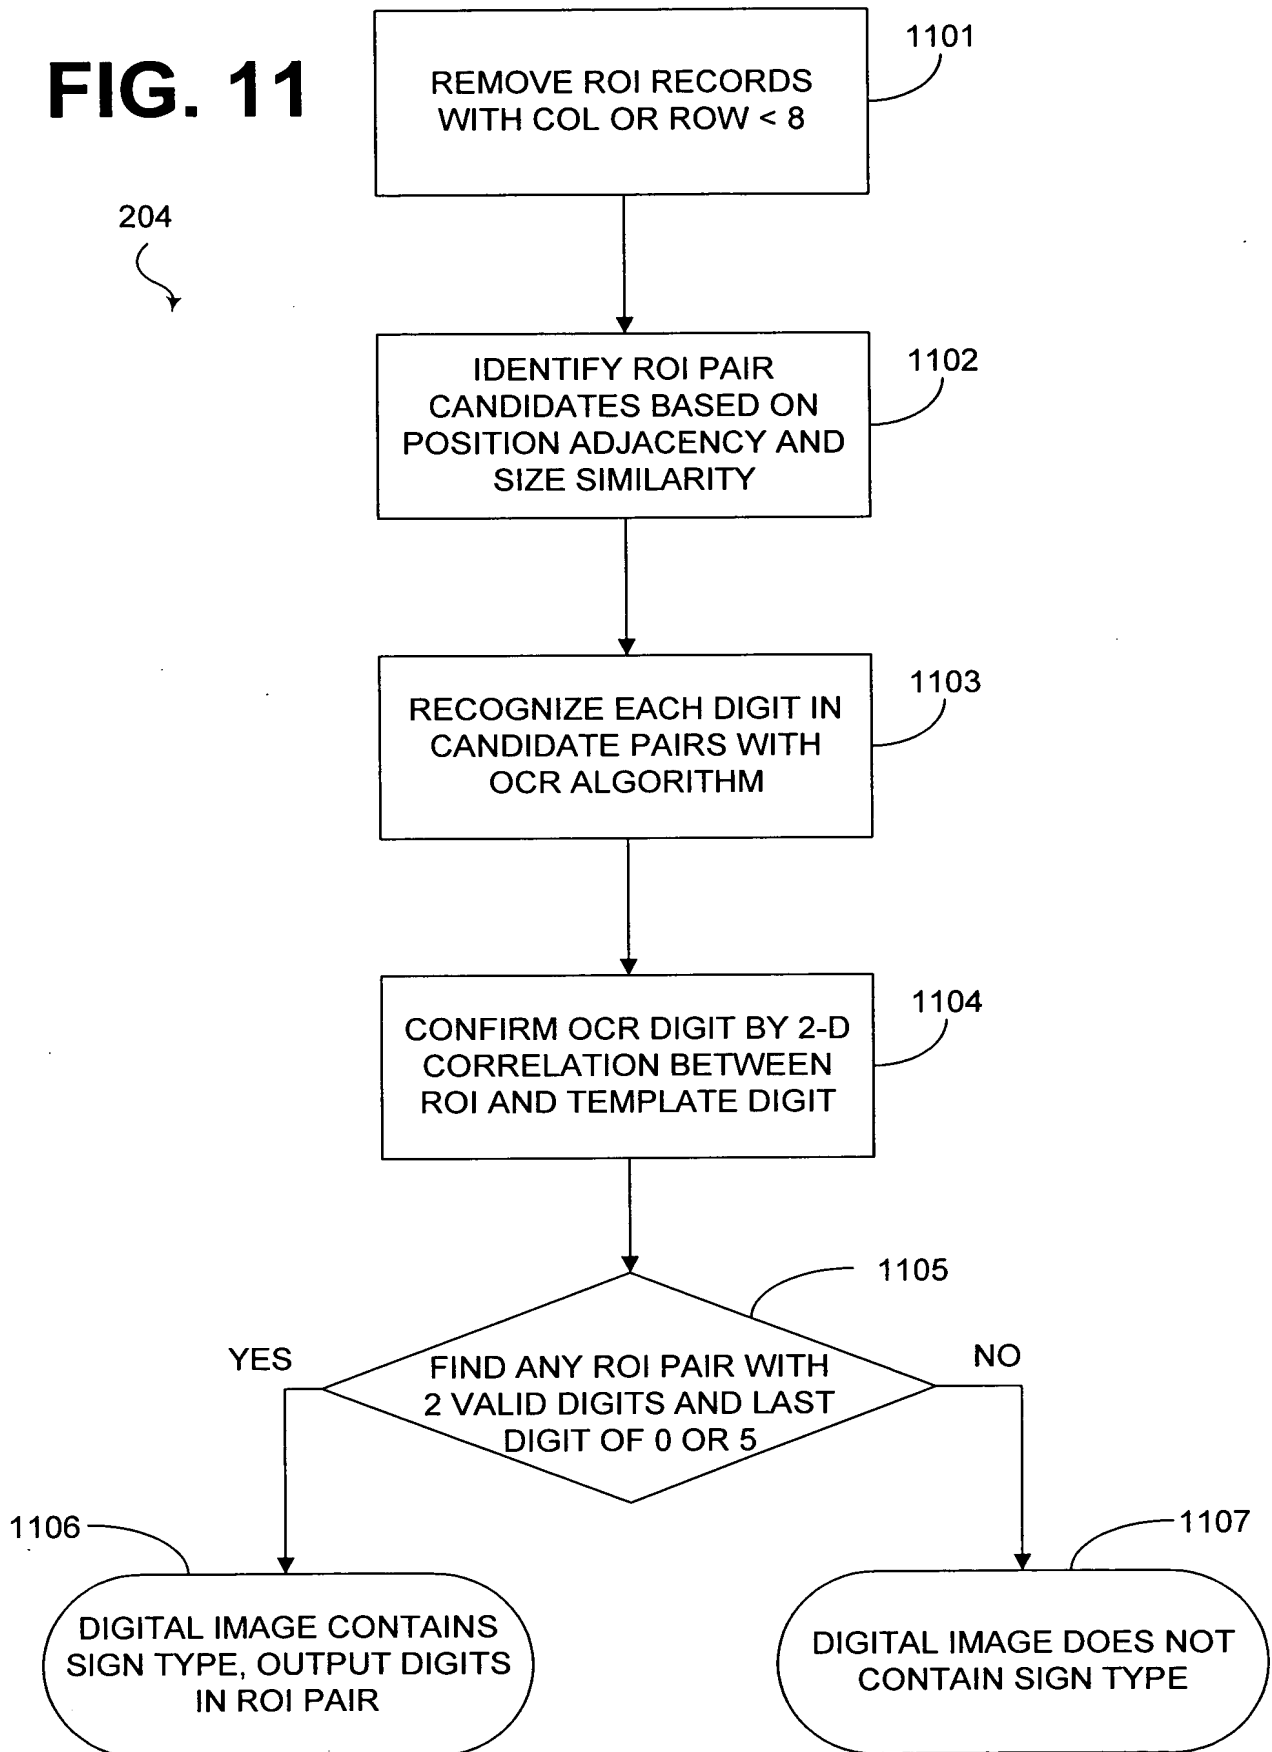 FIG. 11
204
REMOVE ROI RECORDS
WITH COL OR ROW < 8
1101
IDENTIFY ROI PAIR
CANDIDATES BASED ON
POSITION ADJACENCY AND
SIZE SIMILARITY
1102
RECOGNIZE EACH DIGIT IN
CANDIDATE PAIRS WITH
OCR ALGORITHM
1103
CONFIRM OCR DIGIT BY 2-D
CORRELATION BETWEEN
ROI AND TEMPLATE DIGIT
1104
1105
YES
FIND ANY ROI PAIR WITH
2 VALID DIGITS AND LAST
DIGIT OF 0 OR 5
NO
1106
DIGITAL IMAGE CONTAINS
SIGN TYPE, OUTPUT DIGITS
IN ROI PAIR
1107
DIGITAL IMAGE DOES NOT
CONTAIN SIGN TYPE